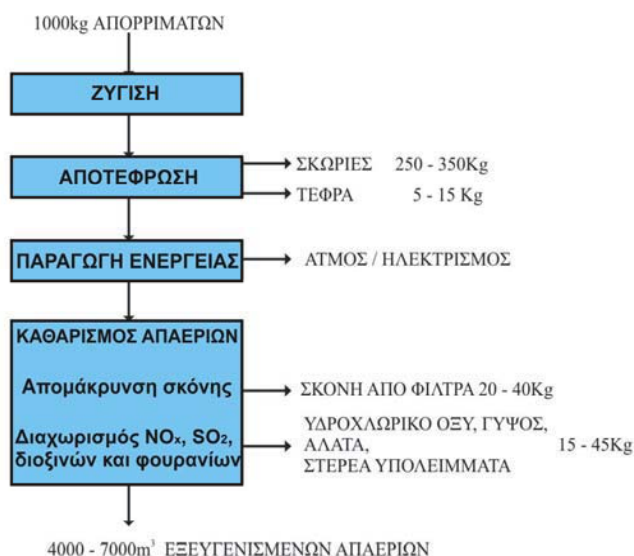 1000kg ΑΠΟΡΡΙΜΑΤΩΝ
ΖΥΓΙΣΗ
ΑΠΟΤΕΦΡΩΣΗ
ΣΚΩΡΙΕΣ 250 - 350Kg
ΤΕΦΡΑ 5 - 15 Kg
ΠΑΡΑΓΩΓΗ ΕΝΕΡΓΕΙΑΣ
ΑΤΜΟΣ / ΗΛΕΚΤΡΙΣΜΟΣ
ΚΑΘΑΡΙΣΜΟΣ ΑΠΑΕΡΙΩΝ
Απομάκρυνση σκόνης
ΣΚΟΝΗ ΑΠΟ ΦΙΛΤΡΑ 20 - 40Kg
Διαχωρισμός NOx, SO2,
διοξινών και φουρανίων
ΥΔΡΟΧΛΩΡΙΚΟ ΟΞΥ, ΓΥΨΟΣ,
ΑΛΑΤΑ, 15 - 45Kg
ΣΤΕΡΕΑ ΥΠΟΛΕΙΜΜΑΤΑ
4000 - 7000m³ ΕΞΕΥΓΕΝΙΣΜΕΝΩΝ ΑΠΑΕΡΙΩΝ